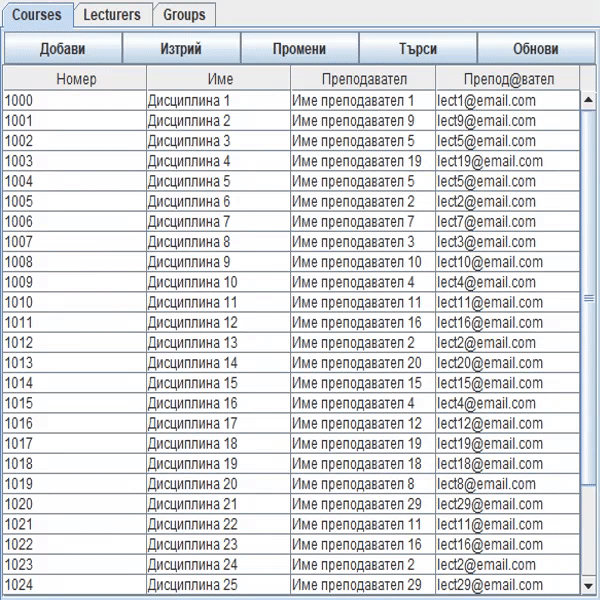 Courses Lecturers Groups
Добави Изтрий Промени Търси Обнови
Номер Име Преподавател Препод@вател
1000 Дисциплина 1 Име преподавател 1 lect1@email.com
1001 Дисциплина 2 Име преподавател 9 lect9@email.com
1002 Дисциплина 3 Име преподавател 5 lect5@email.com
1003 Дисциплина 4 Име преподавател 19 lect19@email.com
1004 Дисциплина 5 Име преподавател 5 lect5@email.com
1005 Дисциплина 6 Име преподавател 2 lect2@email.com
1006 Дисциплина 7 Име преподавател 7 lect7@email.com
1007 Дисциплина 8 Име преподавател 3 lect3@email.com
1008 Дисциплина 9 Име преподавател 10 lect10@email.com
1009 Дисциплина 10 Име преподавател 4 lect4@email.com
1010 Дисциплина 11 Име преподавател 11 lect11@email.com
1011 Дисциплина 12 Име преподавател 16 lect16@email.com
1012 Дисциплина 13 Име преподавател 2 lect2@email.com
1013 Дисциплина 14 Име преподавател 20 lect20@email.com
1014 Дисциплина 15 Име преподавател 15 lect15@email.com
1015 Дисциплина 16 Име преподавател 4 lect4@email.com
1016 Дисциплина 17 Име преподавател 12 lect12@email.com
1017 Дисциплина 18 Име преподавател 19 lect19@email.com
1018 Дисциплина 19 Име преподавател 18 lect18@email.com
1019 Дисциплина 20 Име преподавател 8 lect8@email.com
1020 Дисциплина 21 Име преподавател 29 lect29@email.com
1021 Дисциплина 22 Име преподавател 11 lect11@email.com
1022 Дисциплина 23 Име преподавател 16 lect16@email.com
1023 Дисциплина 24 Име преподавател 2 lect2@email.com
1024 Дисциплина 25 Име преподавател 29 lect29@email.com